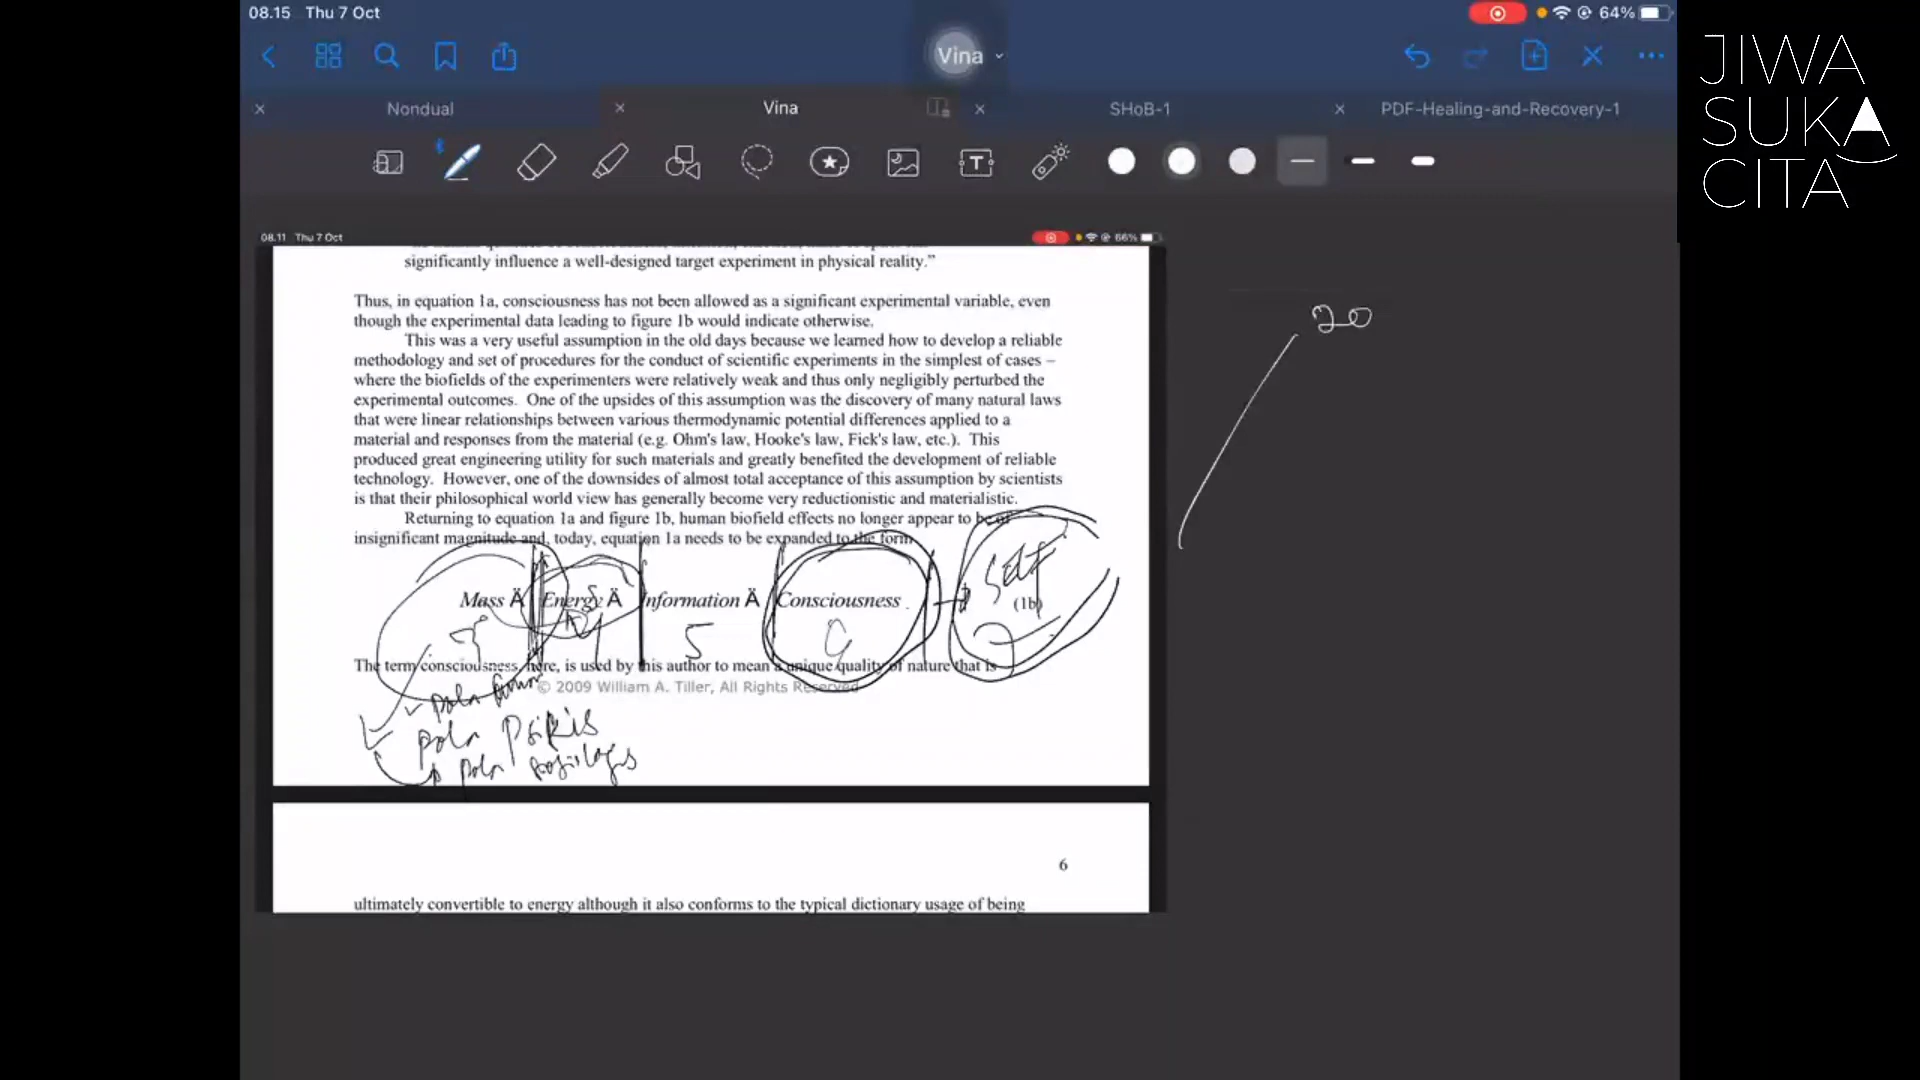 08.15 Thu 7 Oct
64%
Vina
JIWA
SUKA
CITA
Nondual
Vina
SHoB-1
PDF-Healing-and-Recovery-1
08.11 Thu 7 Oct
66%
significantly influence a well-designed target experiment in physical reality.”
Thus, in equation 1a, consciousness has not been allowed as a significant experimental variable, even
though the experimental data leading to figure 1b would indicate otherwise.
This was a very useful assumption in the old days because we learned how to develop a reliable
methodology and set of procedures for the conduct of scientific experiments in the simplest of cases –
where the biofields of the experimenters were relatively weak and thus only negligibly perturbed the
experimental outcomes. One of the upsides of this assumption was the discovery of many natural laws
that were linear relationships between various thermodynamic potential differences applied to a
material and responses from the material (e.g. Ohm's law, Hooke's law, Fick's law, etc.). This
produced great engineering utility for such materials and greatly benefited the development of reliable
technology. However, one of the downsides of almost total acceptance of this assumption by scientists
is that their philosophical world view has generally become very reductionistic and materialistic.
Returning to equation 1a and figure 1b, human biofield effects no longer appear to be of
insignificant magnitude and, today, equation 1a needs to be expanded to the form
Self
Mass Ä Energy Ä Information Ä Consciousness . (1b)
5
The term consciousness, here, is used by this author to mean a unique quality of nature that is
© 2009 William A. Tiller, All Rights Reserved
pola
pola Psikis
pola
20
6
ultimately convertible to energy although it also conforms to the typical dictionary usage of being